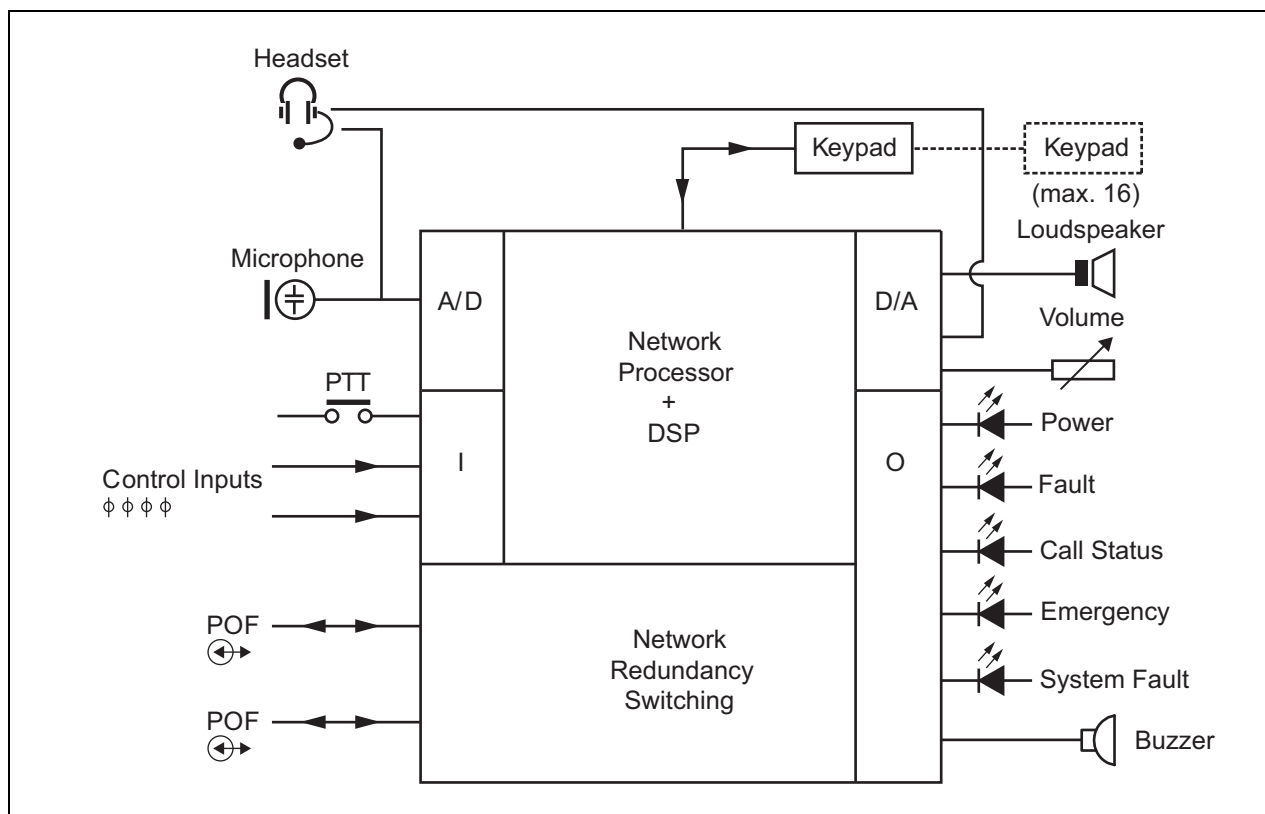 Headset
Keypad
Keypad
(max. 16)
Loudspeaker
Microphone
A/D
D/A
Volume
Network
Processor
+
DSP
PTT
Power
I
O
Control Inputs
Fault
Call Status
POF
Emergency
Network
Redundancy
Switching
System Fault
POF
Buzzer